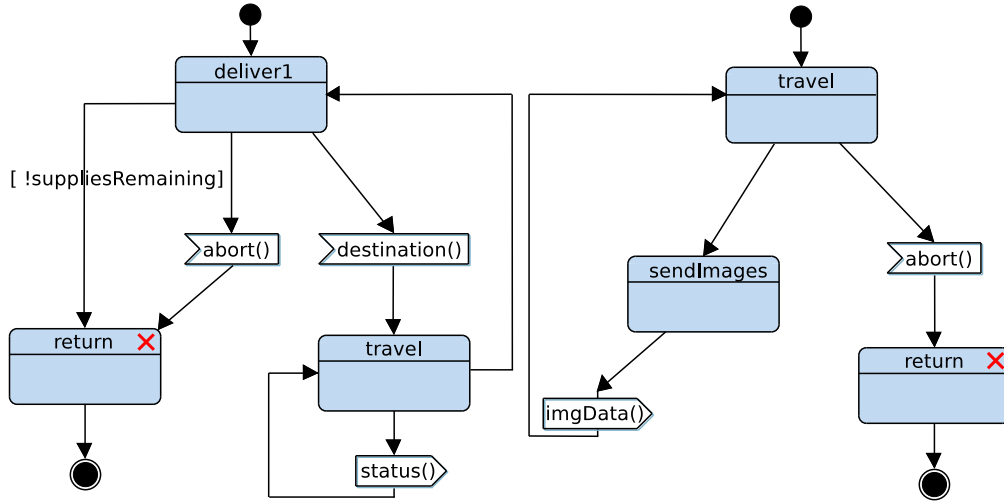 deliver1
travel
[ !suppliesRemaining]
abort()
destination()
abort()
sendImages
return
travel
return
imgData()
status()